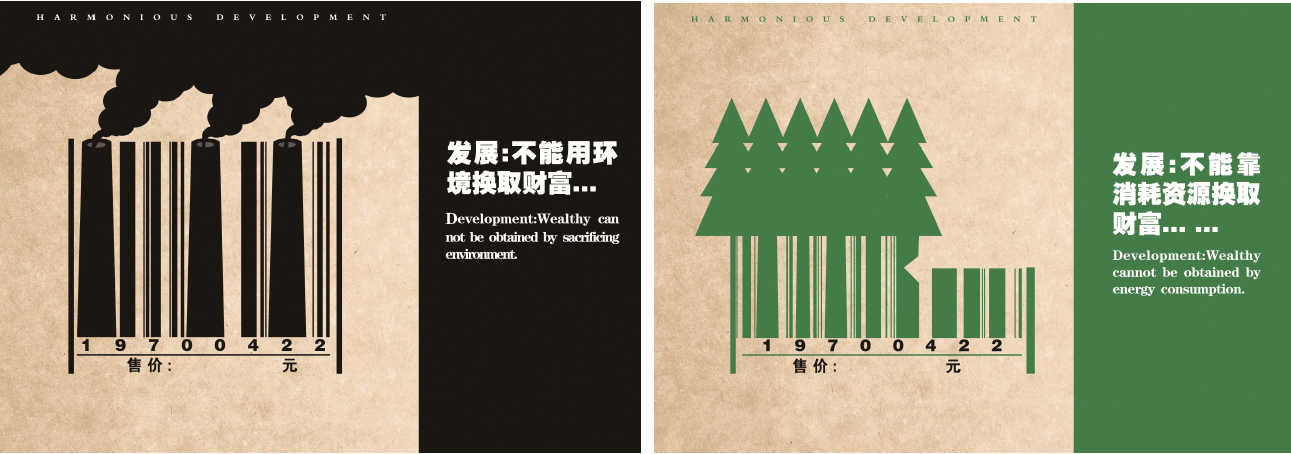 HARMONIOUS DEVELOPMENT
发展:不能用环
境换取财富...
Development:Wealthy can
not be obtained by sacrificing
environment.
1 9 7 0 0 4 2 2
售价: 元
HARMONIOUS DEVELOPMENT
发展:不能靠
消耗资源换取
财富... ...
Development:Wealthy
cannot be obtained by
energy consumption.
1 9 7 0 0 4 2 2
售价: 元